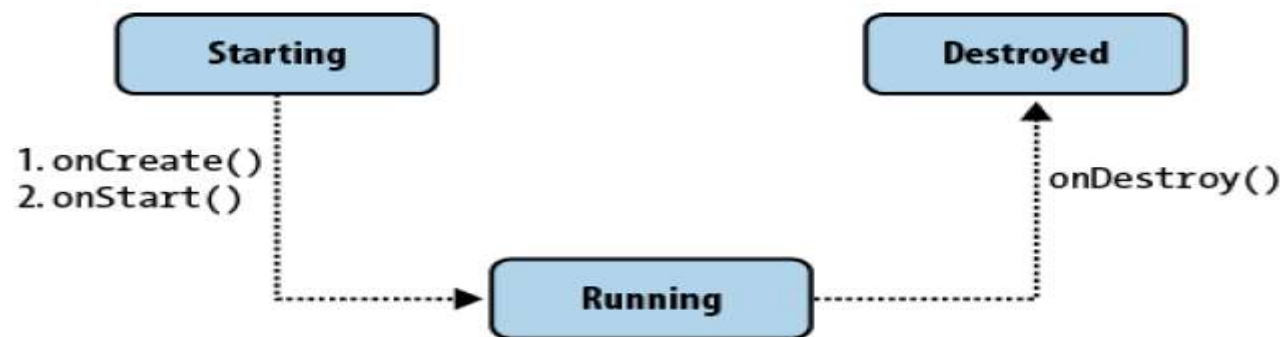 Starting
Destroyed
1. onCreate()
2. onStart()
onDestroy()
Running